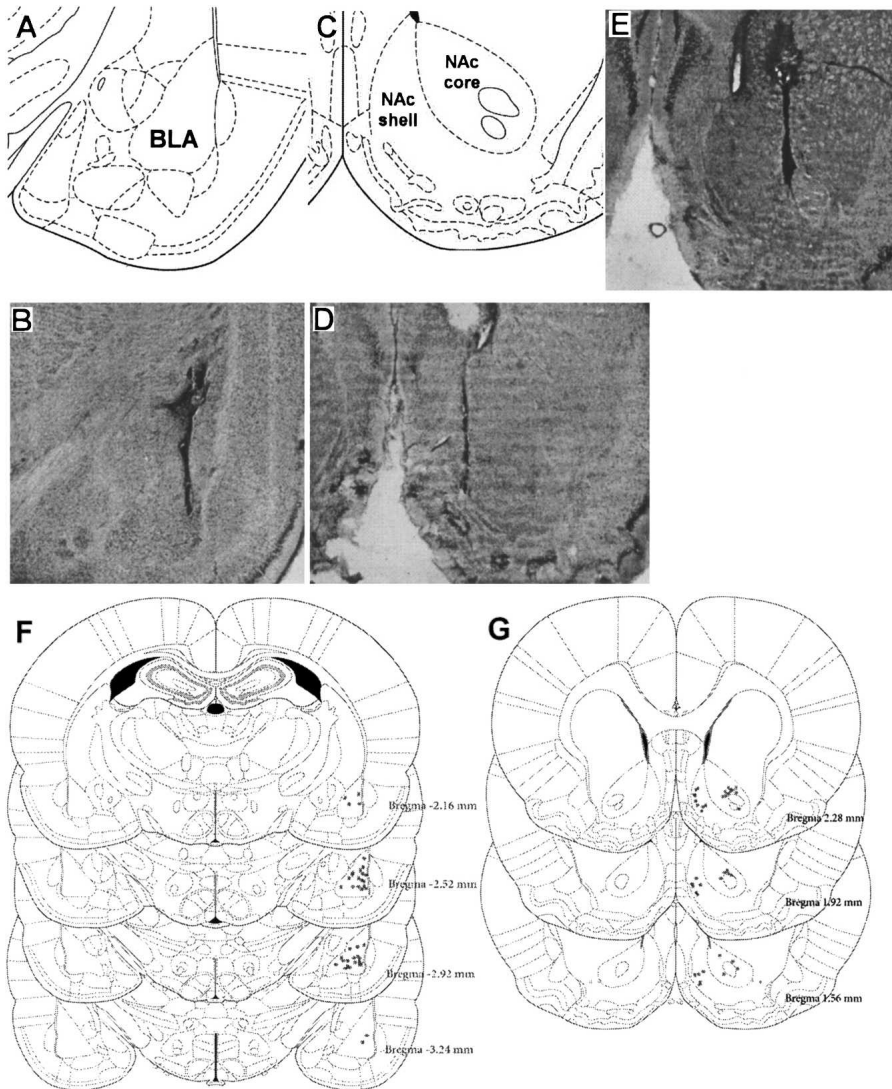 A
BLA
C
NAc
shell
NAc
core
E
B
D
F
Bregma -2.16 mm
Bregma -2.52 mm
Bregma -2.92 mm
Bregma -3.24 mm
G
Bregma 2.28 mm
Bregma 1.92 mm
Bregma 1.56 mm